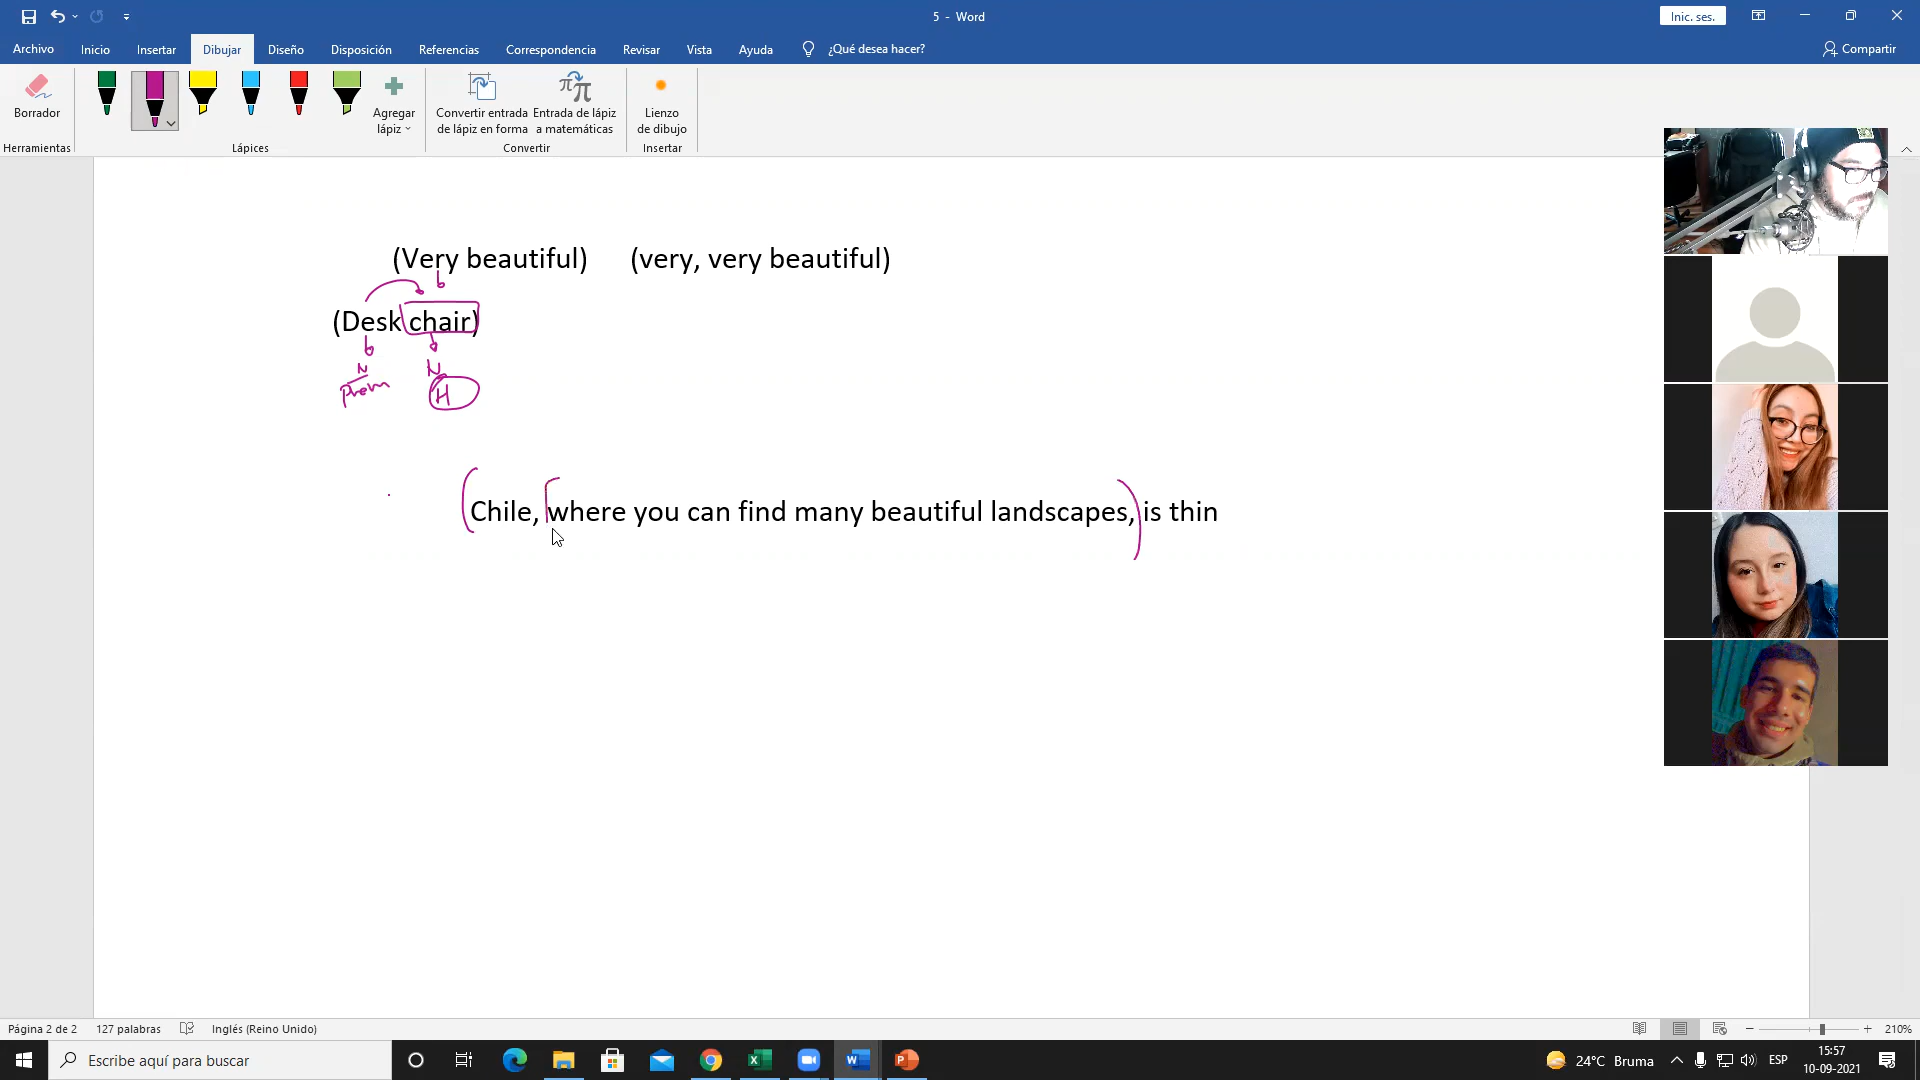 5 - Word
Inic. ses.
Archivo Inicio Insertar Dibujar Diseño Disposición Referencias Correspondencia Revisar Vista Ayuda ¿Qué desea hacer? Compartir
Borrador
Agregar lápiz
Convertir entrada de lápiz en forma
Entrada de lápiz a matemáticas
Lienzo de dibujo
Herramientas Lápices Convertir Insertar
(Very beautiful) (very, very beautiful)
(Desk chair)
N N
Prem H
(Chile, [where you can find many beautiful landscapes,) is thin
Página 2 de 2 127 palabras Inglés (Reino Unido) 210%
Escribe aquí para buscar
24°C Bruma
ESP
15:57
10-09-2021